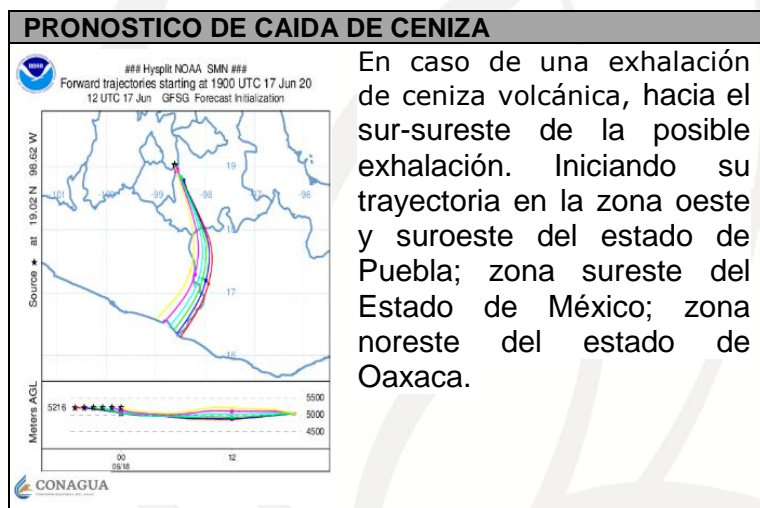 PRONOSTICO DE CAIDA DE CENIZA
NOAA
### Hysplit NOAA SMN ###
Forward trajectories starting at 1900 UTC 17 Jun 20
12 UTC 17 Jun GFSG Forecast Initialization
Source ★ at 19.02 N 98.62 W
19
-101
-100
-99
-98
-97
-96
17
16
Meters AGL
5216
5500
5000
4500
00
06/18
12
CONAGUA
En caso de una exhalación
de ceniza volcánica, hacia el
sur-sureste de la posible
exhalación. Iniciando su
trayectoria en la zona oeste
y suroeste del estado de
Puebla; zona sureste del
Estado de México; zona
noreste del estado de
Oaxaca.